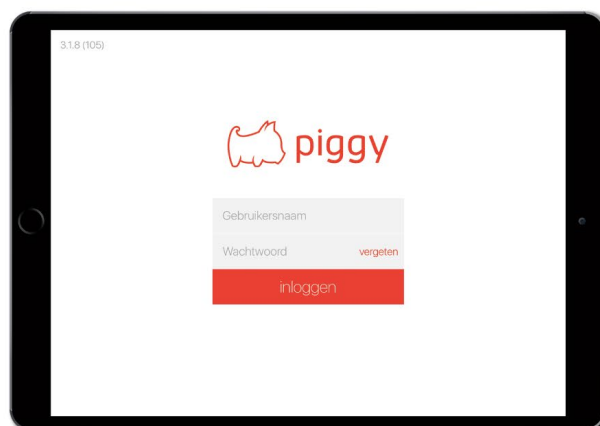 3.1.8 (105)
piggy
Gebruikersnaam
Wachtwoord vergeten
inloggen